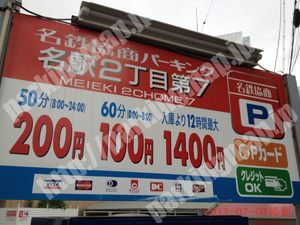 名鉄協商パーキング
名駅2丁目第7
MEIEKI 2CHOME 7
50分(8:00~24:00)
200円
60分(0:00~8:00)
100円
入庫より12時間最大
1400円
名鉄協商
P
Pカード
クレジット
OK